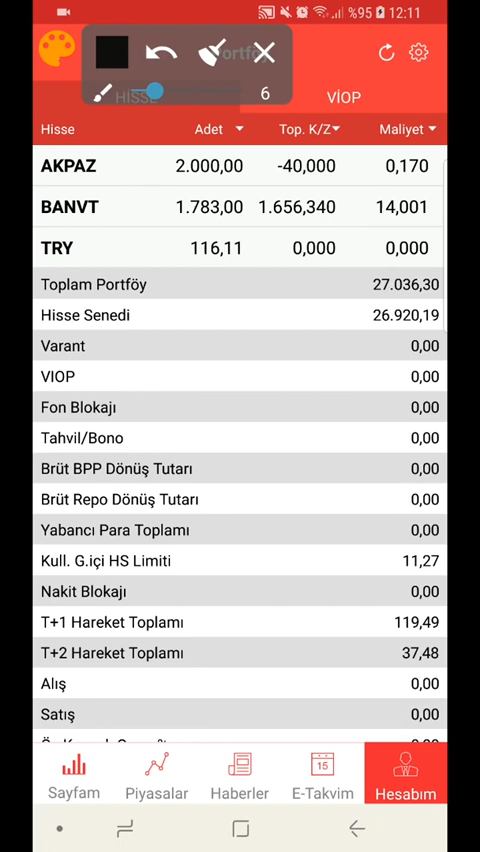 %95 12:11
6
HİSSE
VİOP
Hisse Adet Top. K/Z Maliyet
AKPAZ 2.000,00 -40,000 0,170
BANVT 1.783,00 1.656,340 14,001
TRY 116,11 0,000 0,000
Toplam Portföy 27.036,30
Hisse Senedi 26.920,19
Varant 0,00
VIOP 0,00
Fon Blokajı 0,00
Tahvil/Bono 0,00
Brüt BPP Dönüş Tutarı 0,00
Brüt Repo Dönüş Tutarı 0,00
Yabancı Para Toplamı 0,00
Kull. G.içi HS Limiti 11,27
Nakit Blokajı 0,00
T+1 Hareket Toplamı 119,49
T+2 Hareket Toplamı 37,48
Alış 0,00
Satış 0,00
15
Sayfam Piyasalar Haberler E-Takvim Hesabım